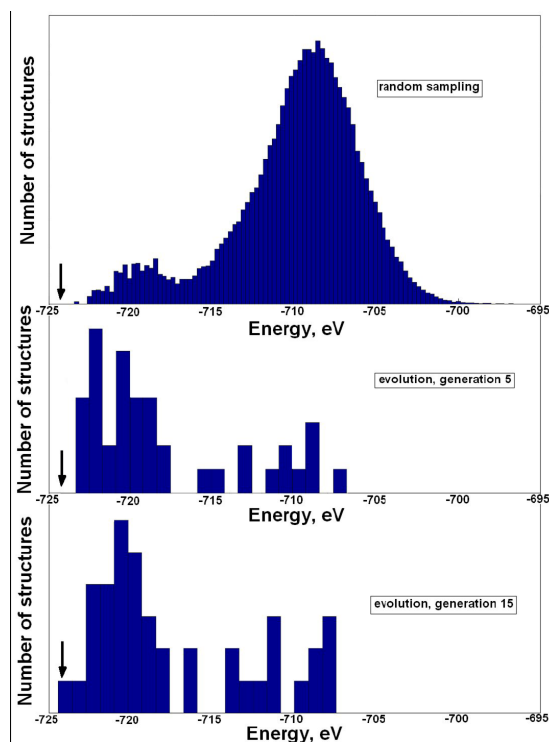 Number of structures
random sampling
-725 -720 -715 -710 -705 -700 -695
Energy, eV
Number of structures
evolution, generation 5
-725 -720 -715 -710 -705 -700 -695
Energy, eV
Number of structures
evolution, generation 15
-725 -720 -715 -710 -705 -700 -695
Energy, eV